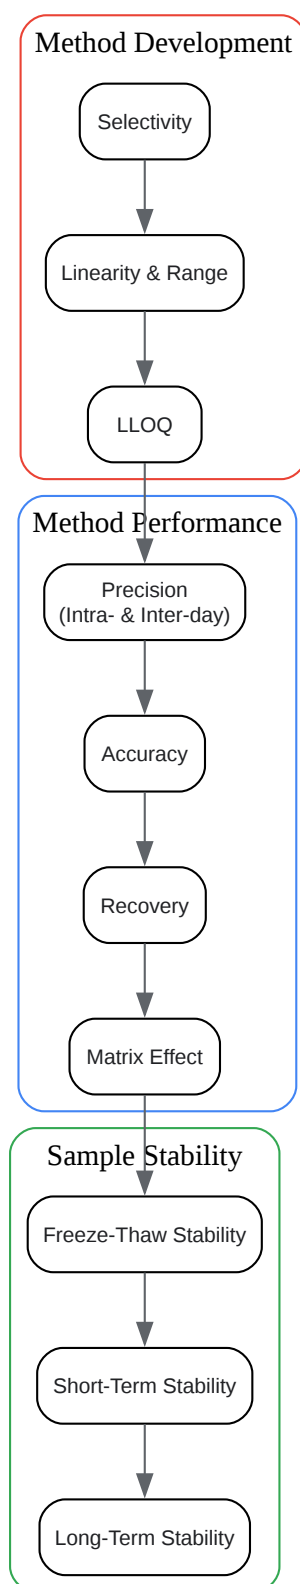 Method Development
Selectivity
Linearity & Range
LLOQ
Method Performance
Precision
(Intra- & Inter-day)
Accuracy
Recovery
Matrix Effect
Sample Stability
Freeze-Thaw Stability
Short-Term Stability
Long-Term Stability